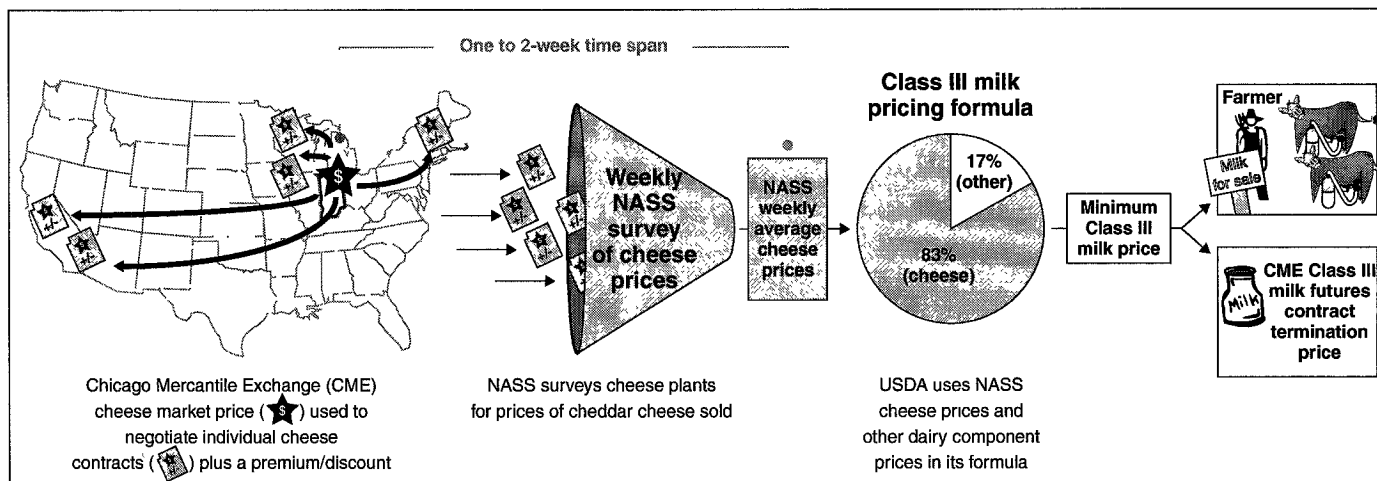 One to 2-week time span
$
+/-
+/-
+/-
+/-
+/-
Chicago Mercantile Exchange (CME)
cheese market price ( $ ) used to
negotiate individual cheese
contracts ( +/- ) plus a premium/discount
+/-
+/-
+/-
Weekly
NASS
survey
of cheese
prices
NASS surveys cheese plants
for prices of cheddar cheese sold
NASS
weekly
average
cheese
prices
Class III milk
pricing formula
17%
(other)
83%
(cheese)
USDA uses NASS
cheese prices and
other dairy component
prices in its formula
Minimum
Class III
milk price
Farmer
Milk
for sale
Milk
CME Class III
milk futures
contract
termination
price